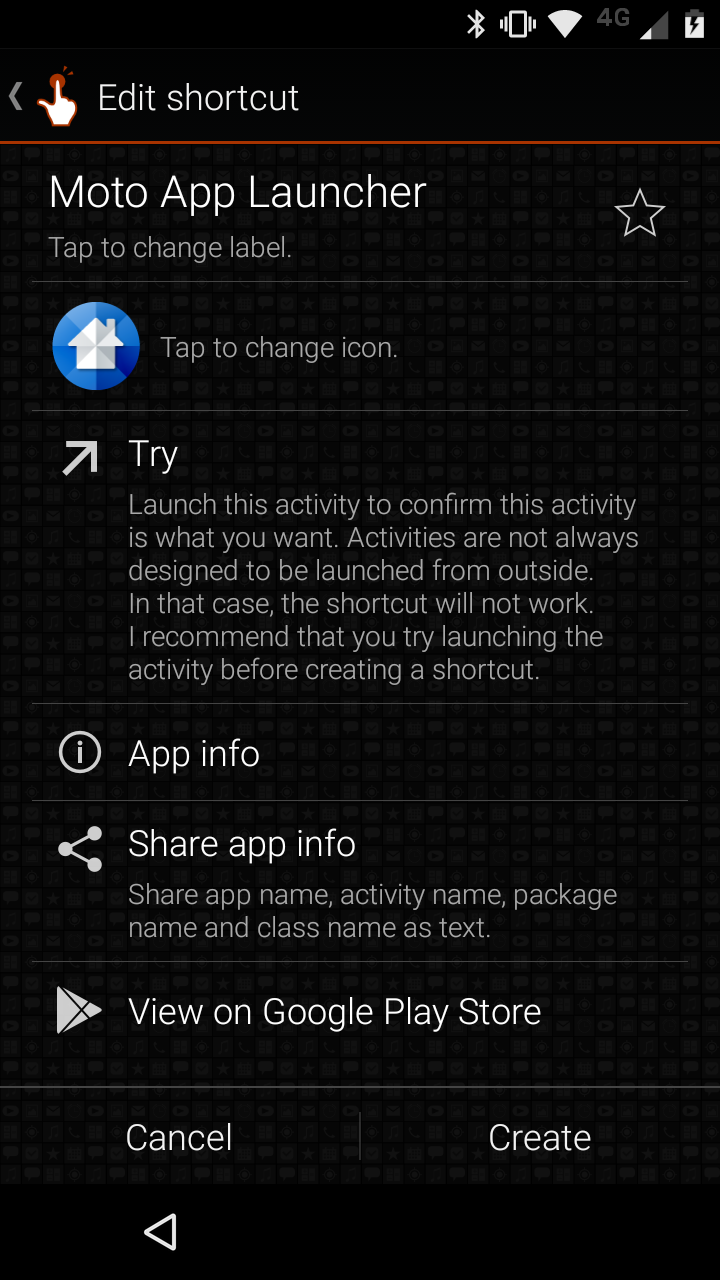 4G
Edit shortcut
Moto App Launcher
Tap to change label.
Tap to change icon.
Try
Launch this activity to confirm this activity
is what you want. Activities are not always
designed to be launched from outside.
In that case, the shortcut will not work.
I recommend that you try launching the
activity before creating a shortcut.
App info
Share app info
Share app name, activity name, package
name and class name as text.
View on Google Play Store
Cancel
Create